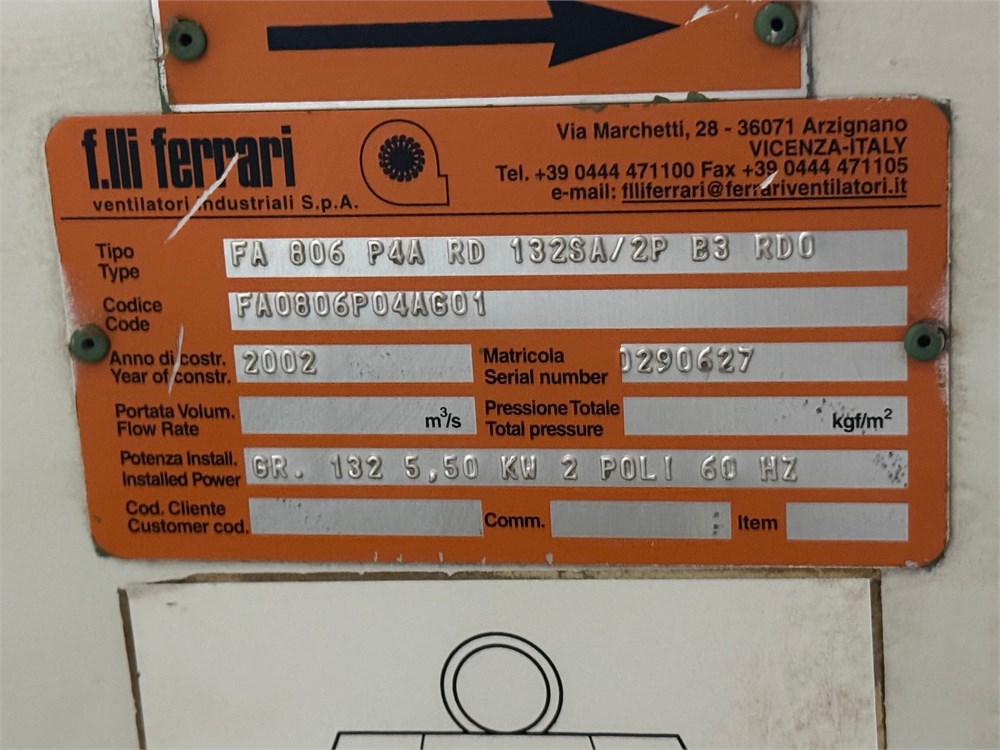 f.lli ferrari
ventilatori industriali S.p.A.
Via Marchetti, 28 - 36071 Arzignano
VICENZA-ITALY
Tel. +39 0444 471100 Fax +39 0444 471105
e-mail: flliferrari@ferrariventilatori.it
Tipo
Type
FA 806 P4A RD 132SA/2P B3 RD0
Codice
Code
FA0806P04AG01
Anno di costr.
Year of constr.
2002
Matricola
Serial number
0290627
Portata Volum.
Flow Rate
m³/s
Pressione Totale
Total pressure
kgf/m²
Potenza Install.
Installed Power
GR. 132 5,50 KW 2 POLI 60 HZ
Cod. Cliente
Customer cod.
Comm.
Item